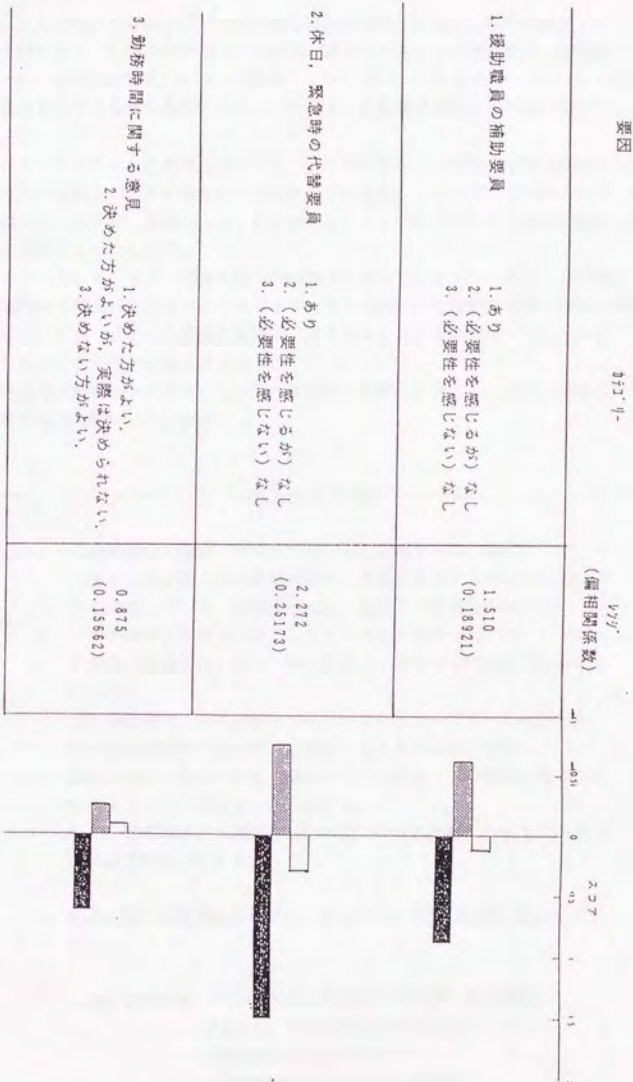 要因
カテゴリー
レンジ
(偏相関係数)
スコア
-1
-0.5
0
0.5
1
1.5
1. 援助職員の補助要員
1. あり
2. (必要性を感じるが) なし
3. (必要性を感じない) なし
(0.18921)
2. 休日、緊急時の代替要員
1. あり
2. (必要性を感じるが) なし
3. (必要性を感じない) なし
2.272
(0.25173)
3. 勤務時間に関する意見
1. 決めた方がよい、
2. 決めた方がよいが、実際は決められない、
3. 決めない方がよい、
0.875
(0.15662)